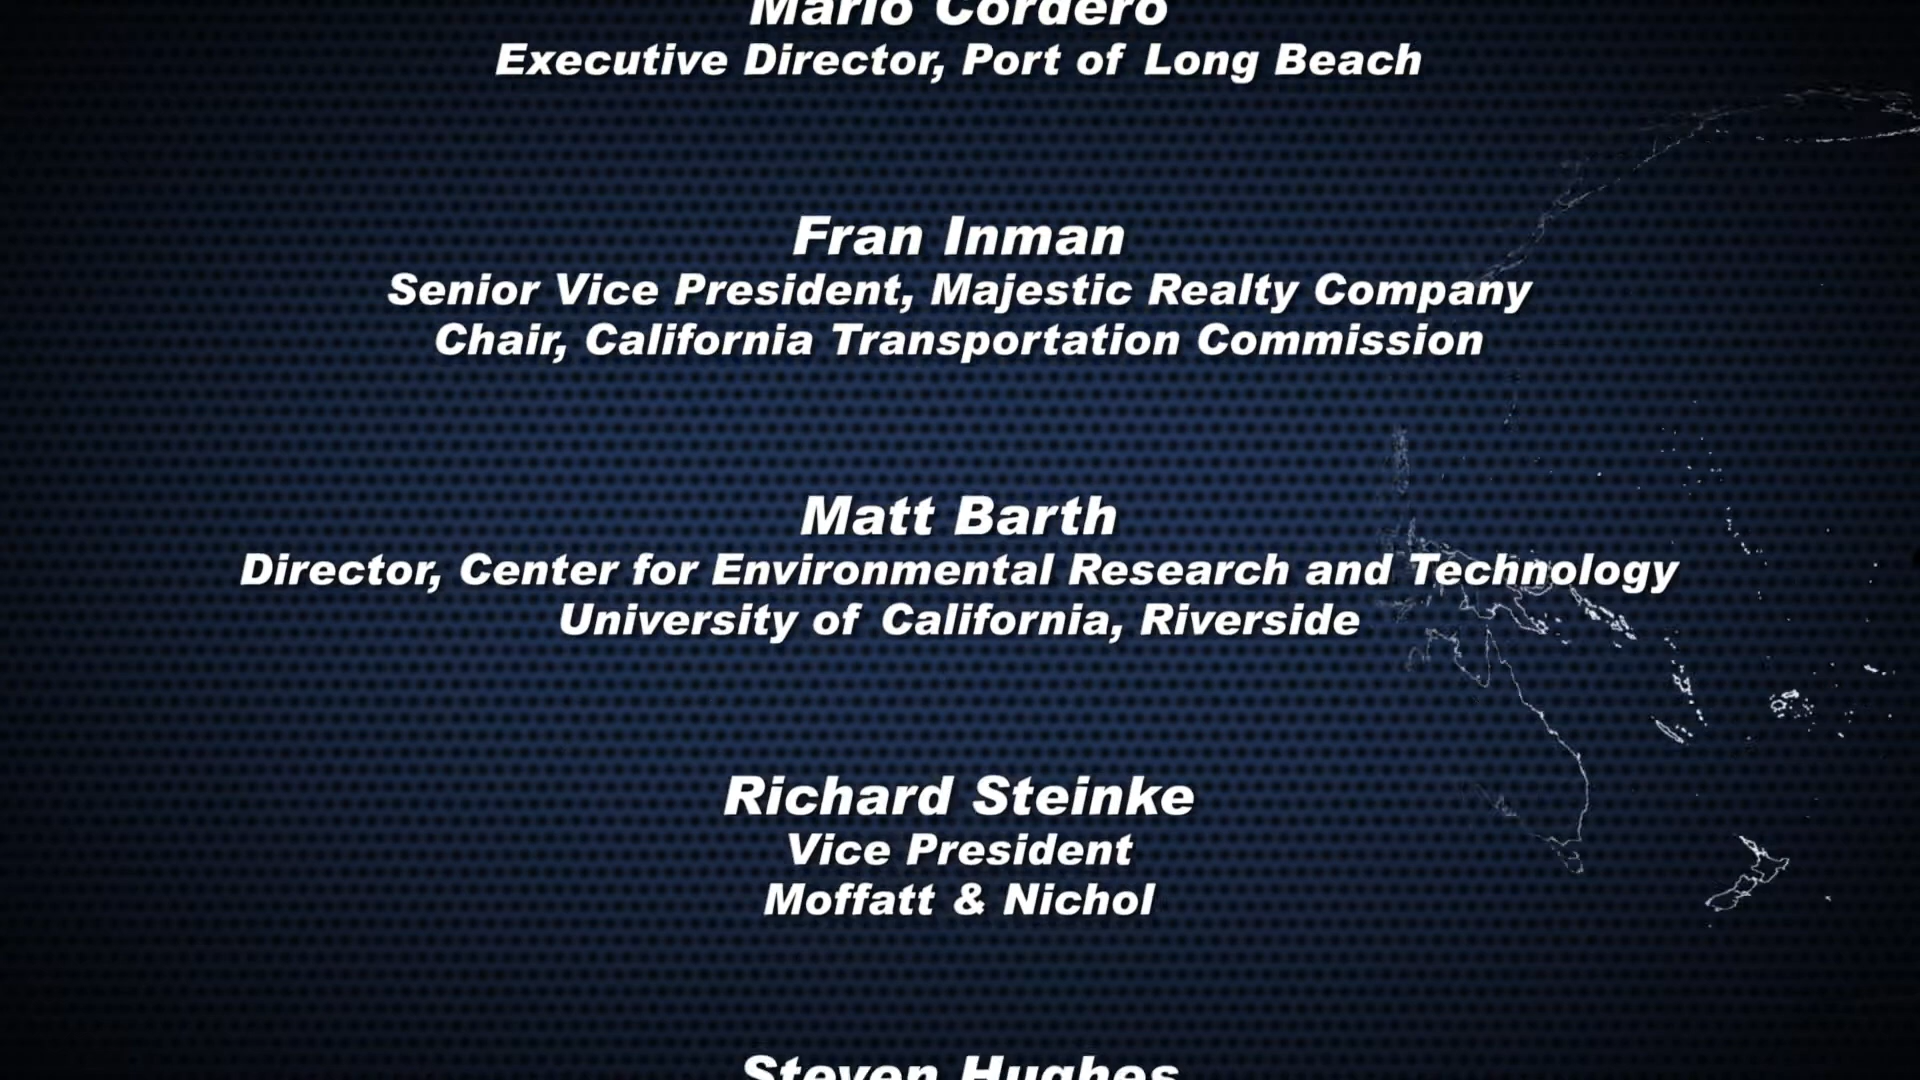 Mario Cordero
Executive Director, Port of Long Beach
Fran Inman
Senior Vice President, Majestic Realty Company
Chair, California Transportation Commission
Matt Barth
Director, Center for Environmental Research and Technology
University of California, Riverside
Richard Steinke
Vice President
Moffatt & Nichol
Steven Hughes